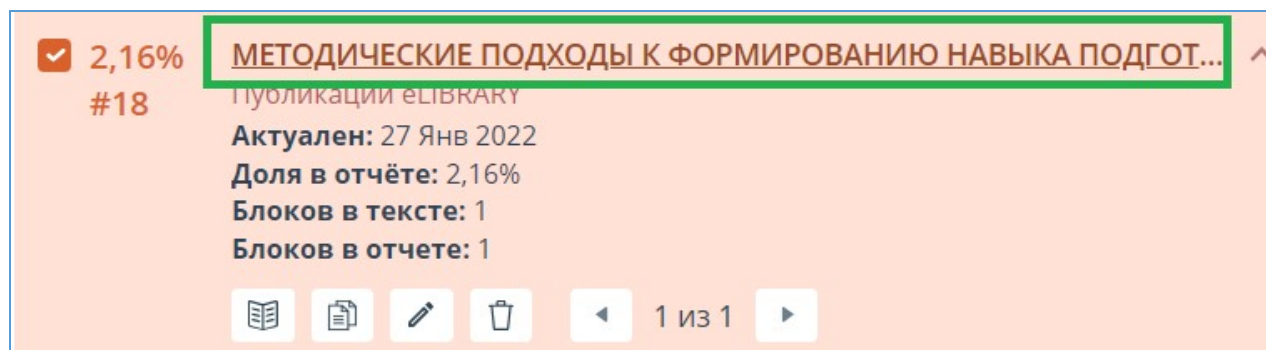 2,16% МЕТОДИЧЕСКИЕ ПОДХОДЫ К ФОРМИРОВАНИЮ НАВЫКА ПОДГОТ...
#18 Публикации eLIBRARY
Актуален: 27 Янв 2022
Доля в отчёте: 2,16%
Блоков в тексте: 1
Блоков в отчете: 1
1 из 1